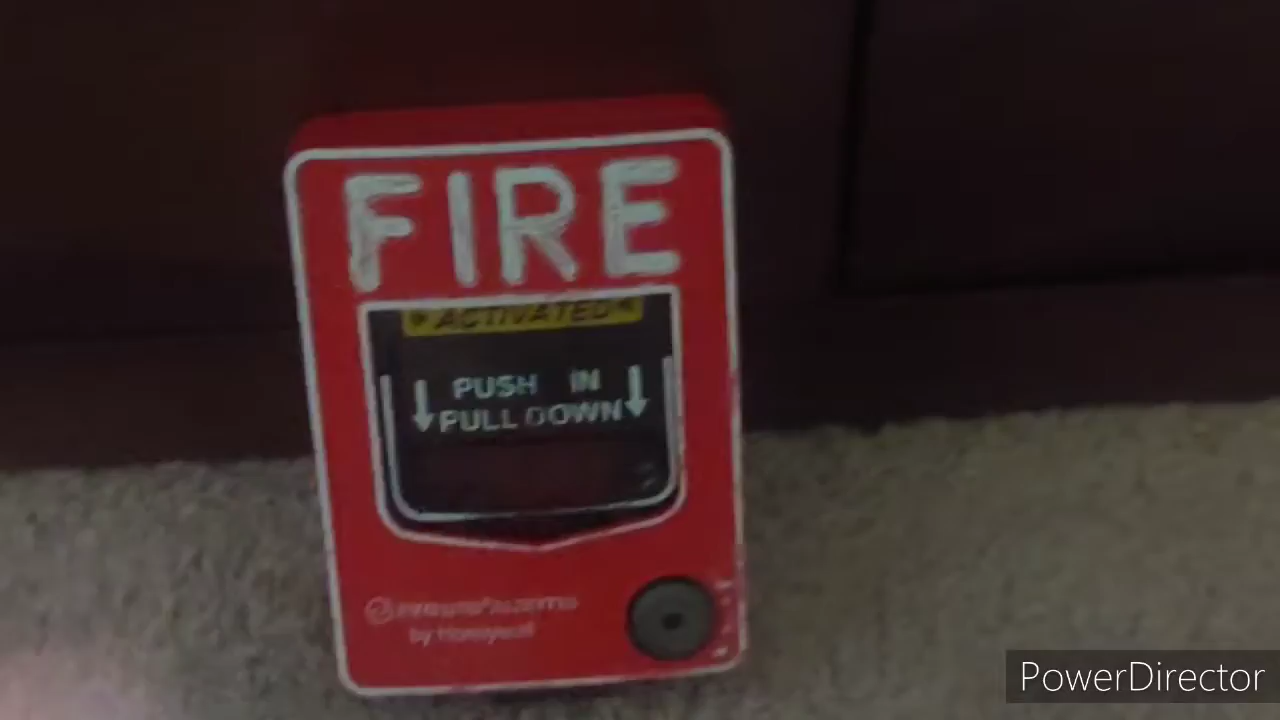 FIRE
ACTIVATED
PUSH IN
PULL DOWN
by Honeywell
PowerDirector